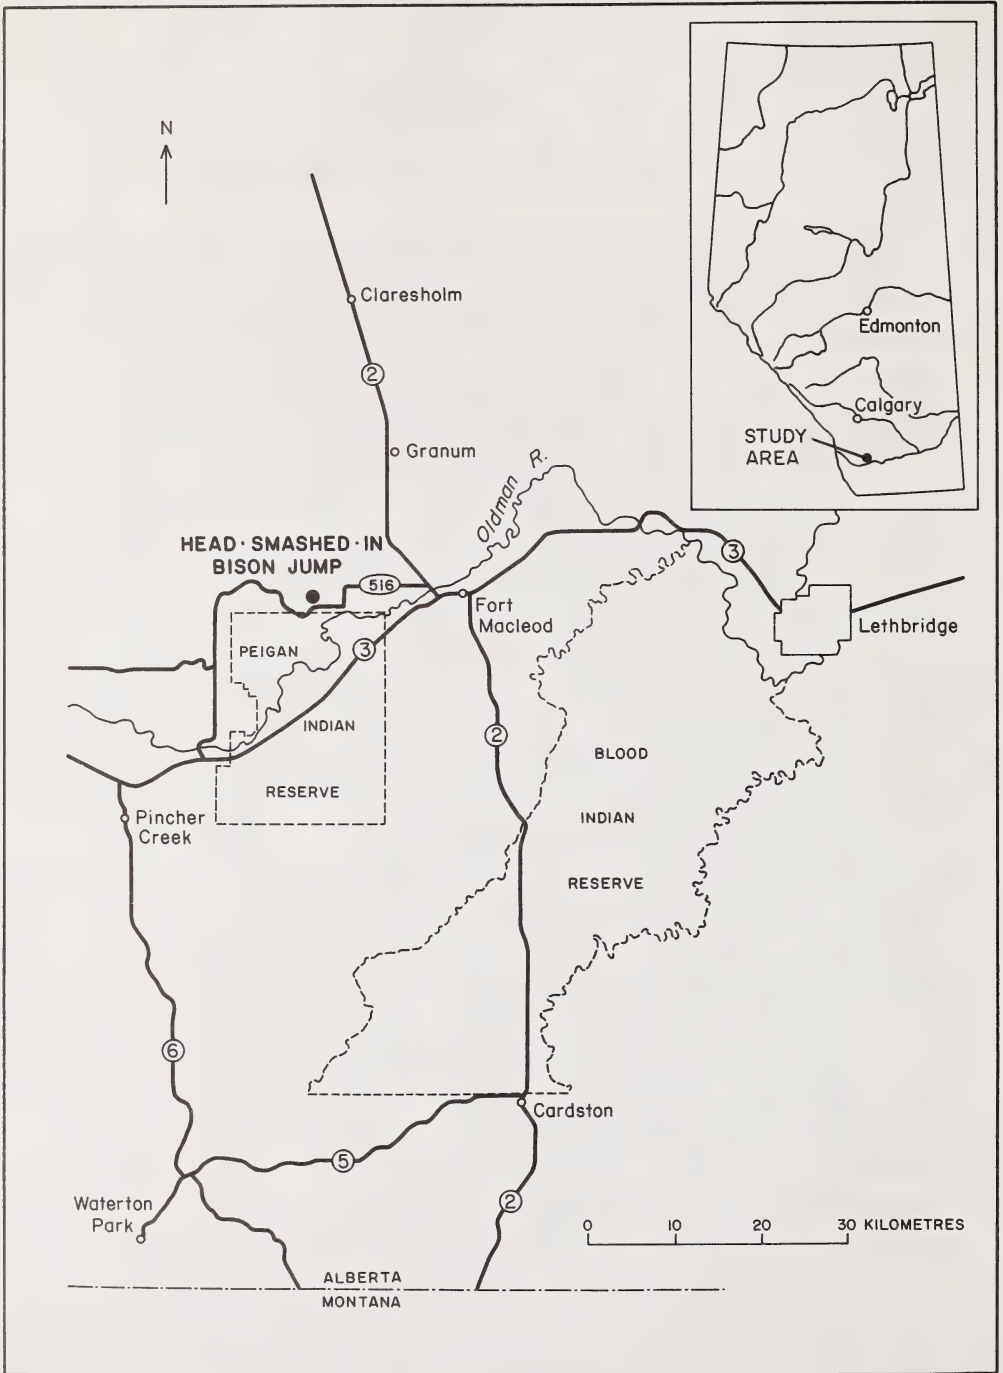 N
Claresholm
2
Granum
Oldman R.
HEAD·SMASHED·IN
BISON JUMP
516
Fort
Macleod
3
Lethbridge
PEIGAN
3
INDIAN
RESERVE
2
BLOOD
INDIAN
RESERVE
Pincher
Creek
6
Cardston
5
2
Waterton
Park
0 10 20 30 KILOMETRES
ALBERTA
MONTANA
Edmonton
Calgary
STUDY
AREA